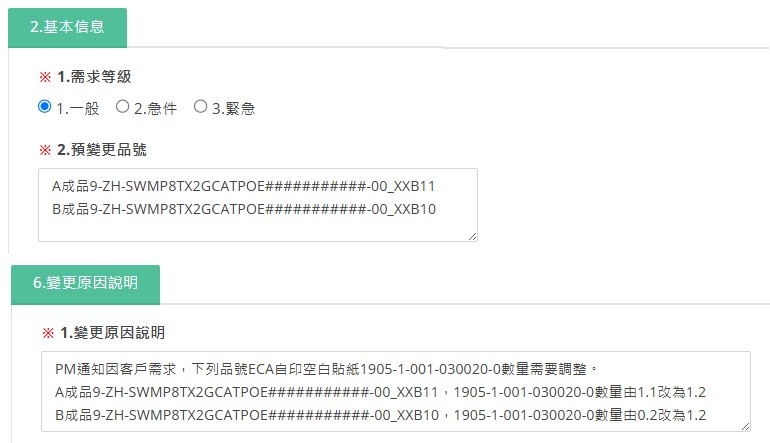 2.基本信息
※ 1.需求等級
1.一般 2.急件 3.緊急
※ 2.預變更品號
A成品9-ZH-SWMP8TX2GCATPOE###########-00_XXB11
B成品9-ZH-SWMP8TX2GCATPOE###########-00_XXB10
6.變更原因說明
※ 1.變更原因說明
PM通知因客戶需求，下列品號ECA自印空白貼紙1905-1-001-030020-0數量需要調整。
A成品9-ZH-SWMP8TX2GCATPOE###########-00_XXB11，1905-1-001-030020-0數量由1.1改為1.2
B成品9-ZH-SWMP8TX2GCATPOE###########-00_XXB10，1905-1-001-030020-0數量由0.2改為1.2